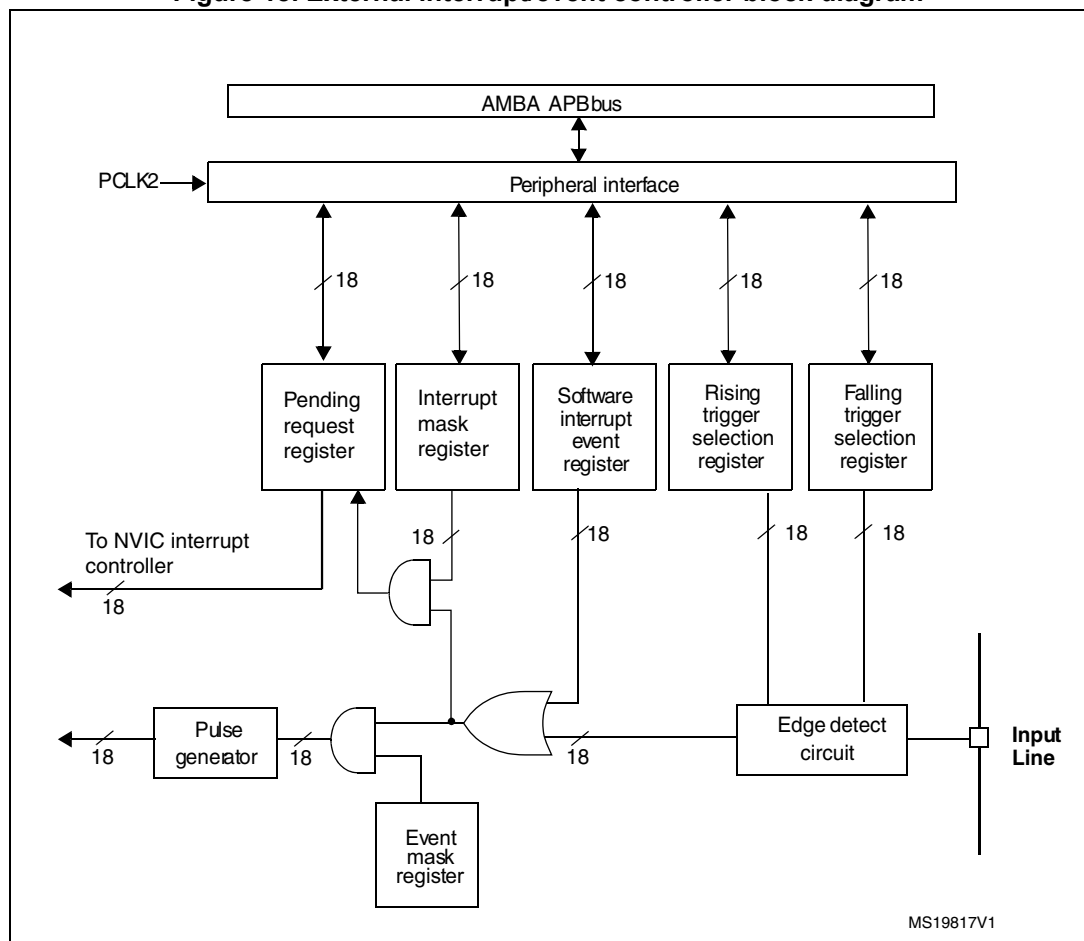 AMBA APB bus
PCLK2
Peripheral interface
18
18
18
18
18
Pending
request
register
Interrupt
mask
register
Software
interrupt
event
register
Rising
trigger
selection
register
Falling
trigger
selection
register
To NVIC interrupt
controller
18
18
18
18
18
Pulse
generator
18
18
18
Edge detect
circuit
Input
Line
Event
mask
register
MS19817V1